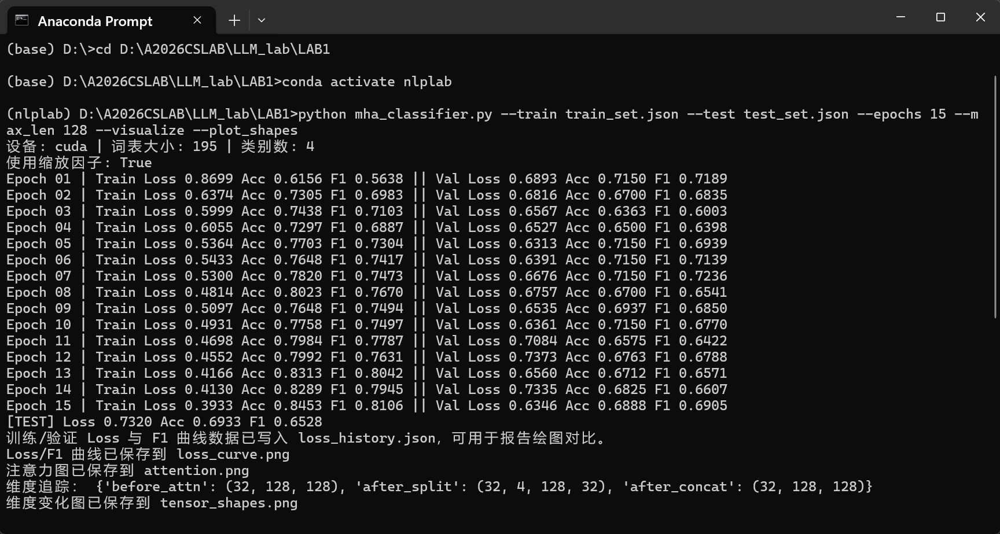 Anaconda Prompt
(base) D:\>cd D:\A2026CSLAB\LLM_lab\LAB1
(base) D:\A2026CSLAB\LLM_lab\LAB1>conda activate nlplab
(nlplab) D:\A2026CSLAB\LLM_lab\LAB1>python mha_classifier.py --train train_set.json --test test_set.json --epochs 15 --m
ax_len 128 --visualize --plot_shapes
设备: cuda | 词表大小: 195 | 类别数: 4
使用缩放因子: True
Epoch 01 | Train Loss 0.8699 Acc 0.6156 F1 0.5638 || Val Loss 0.6893 Acc 0.7150 F1 0.7189
Epoch 02 | Train Loss 0.6374 Acc 0.7305 F1 0.6983 || Val Loss 0.6816 Acc 0.6700 F1 0.6835
Epoch 03 | Train Loss 0.5999 Acc 0.7438 F1 0.7103 || Val Loss 0.6567 Acc 0.6363 F1 0.6003
Epoch 04 | Train Loss 0.6055 Acc 0.7297 F1 0.6887 || Val Loss 0.6527 Acc 0.6500 F1 0.6398
Epoch 05 | Train Loss 0.5364 Acc 0.7703 F1 0.7304 || Val Loss 0.6313 Acc 0.7150 F1 0.6939
Epoch 06 | Train Loss 0.5433 Acc 0.7648 F1 0.7417 || Val Loss 0.6391 Acc 0.7150 F1 0.7139
Epoch 07 | Train Loss 0.5300 Acc 0.7820 F1 0.7473 || Val Loss 0.6676 Acc 0.7150 F1 0.7236
Epoch 08 | Train Loss 0.4814 Acc 0.8023 F1 0.7670 || Val Loss 0.6757 Acc 0.6700 F1 0.6541
Epoch 09 | Train Loss 0.5097 Acc 0.7648 F1 0.7494 || Val Loss 0.6535 Acc 0.6937 F1 0.6850
Epoch 10 | Train Loss 0.4931 Acc 0.7758 F1 0.7497 || Val Loss 0.6361 Acc 0.7150 F1 0.6770
Epoch 11 | Train Loss 0.4698 Acc 0.7984 F1 0.7787 || Val Loss 0.7084 Acc 0.6575 F1 0.6422
Epoch 12 | Train Loss 0.4552 Acc 0.7992 F1 0.7631 || Val Loss 0.7373 Acc 0.6763 F1 0.6788
Epoch 13 | Train Loss 0.4166 Acc 0.8313 F1 0.8042 || Val Loss 0.6560 Acc 0.6712 F1 0.6571
Epoch 14 | Train Loss 0.4130 Acc 0.8289 F1 0.7945 || Val Loss 0.7335 Acc 0.6825 F1 0.6607
Epoch 15 | Train Loss 0.3933 Acc 0.8453 F1 0.8106 || Val Loss 0.6346 Acc 0.6888 F1 0.6905
[TEST] Loss 0.7320 Acc 0.6933 F1 0.6528
训练/验证 Loss 与 F1 曲线数据已写入 loss_history.json，可用于报告绘图对比。
Loss/F1 曲线已保存到 loss_curve.png
注意力图已保存到 attention.png
维度追踪： {'before_attn': (32, 128, 128), 'after_split': (32, 4, 128, 32), 'after_concat': (32, 128, 128)}
维度变化图已保存到 tensor_shapes.png